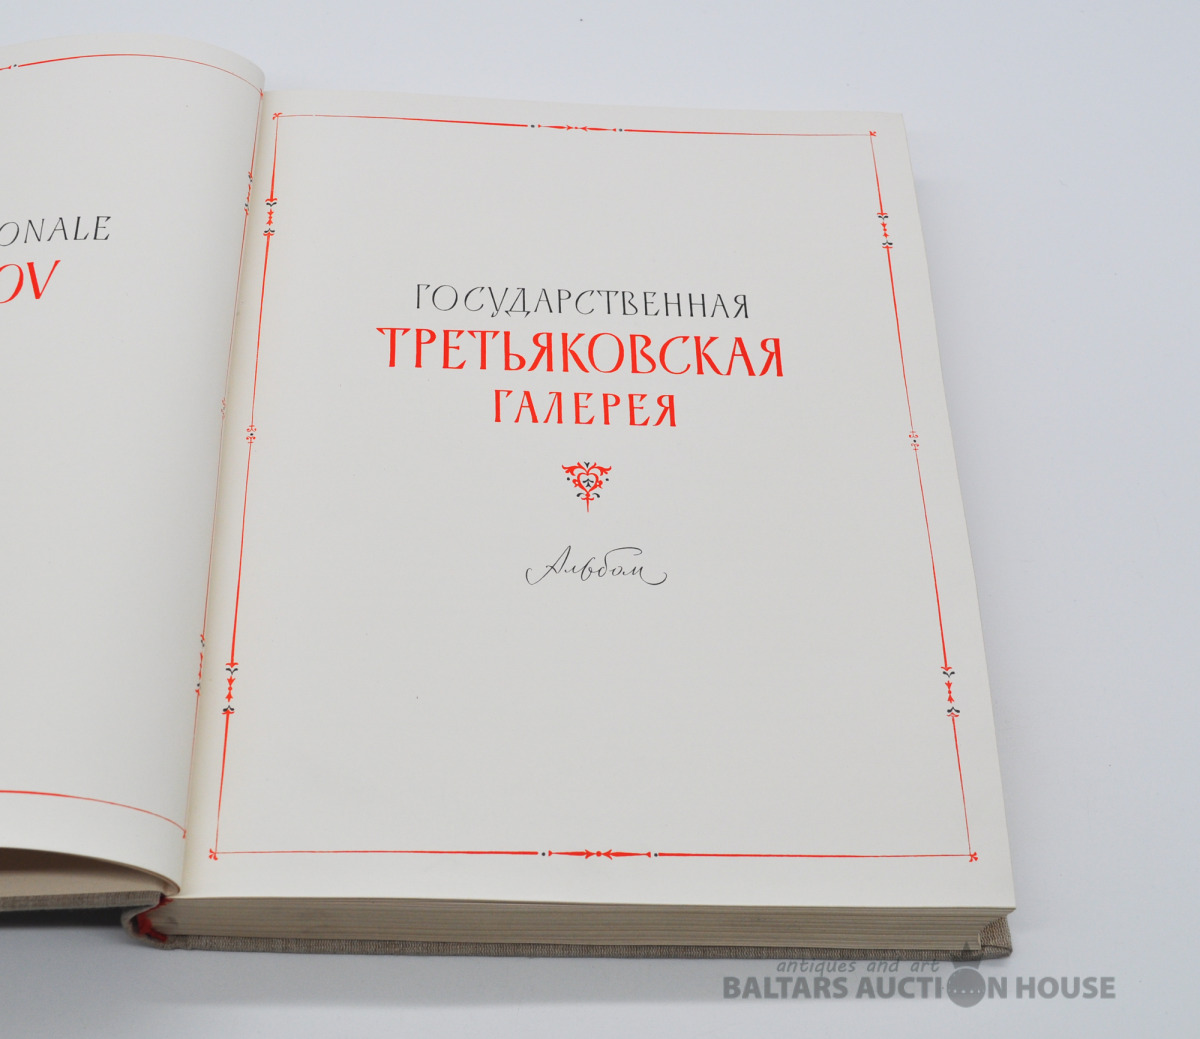 ONALE
OV
ГОСУДАРСТВЕННАЯ
ТРЕТЬЯКОВСКАЯ
ГАЛЕРЕЯ
Альбом
antiques and art
BALTARS AUCTION HOUSE